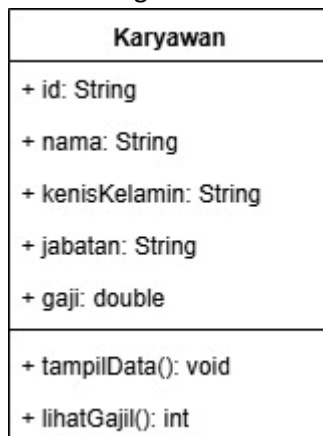 Karyawan
+ id: String
+ nama: String
+ kenisKelamin: String
+ jabatan: String
+ gaji: double
+ tampilData(): void
+ lihatGajil(): int